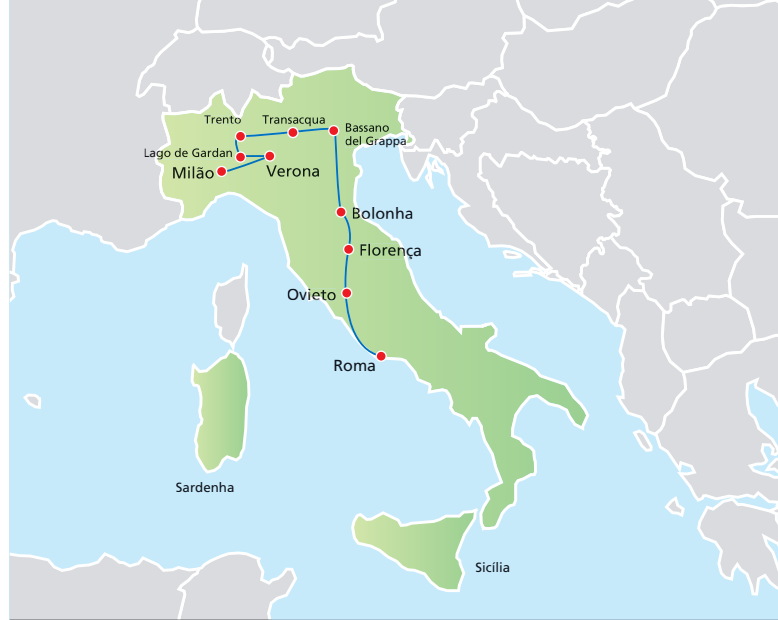 Trento
Transacqua
Bassano
del Grappa
Lago de Gardan
Milão
Verona
Bolonha
Florença
Ovieto
Roma
Sardenha
Sicília